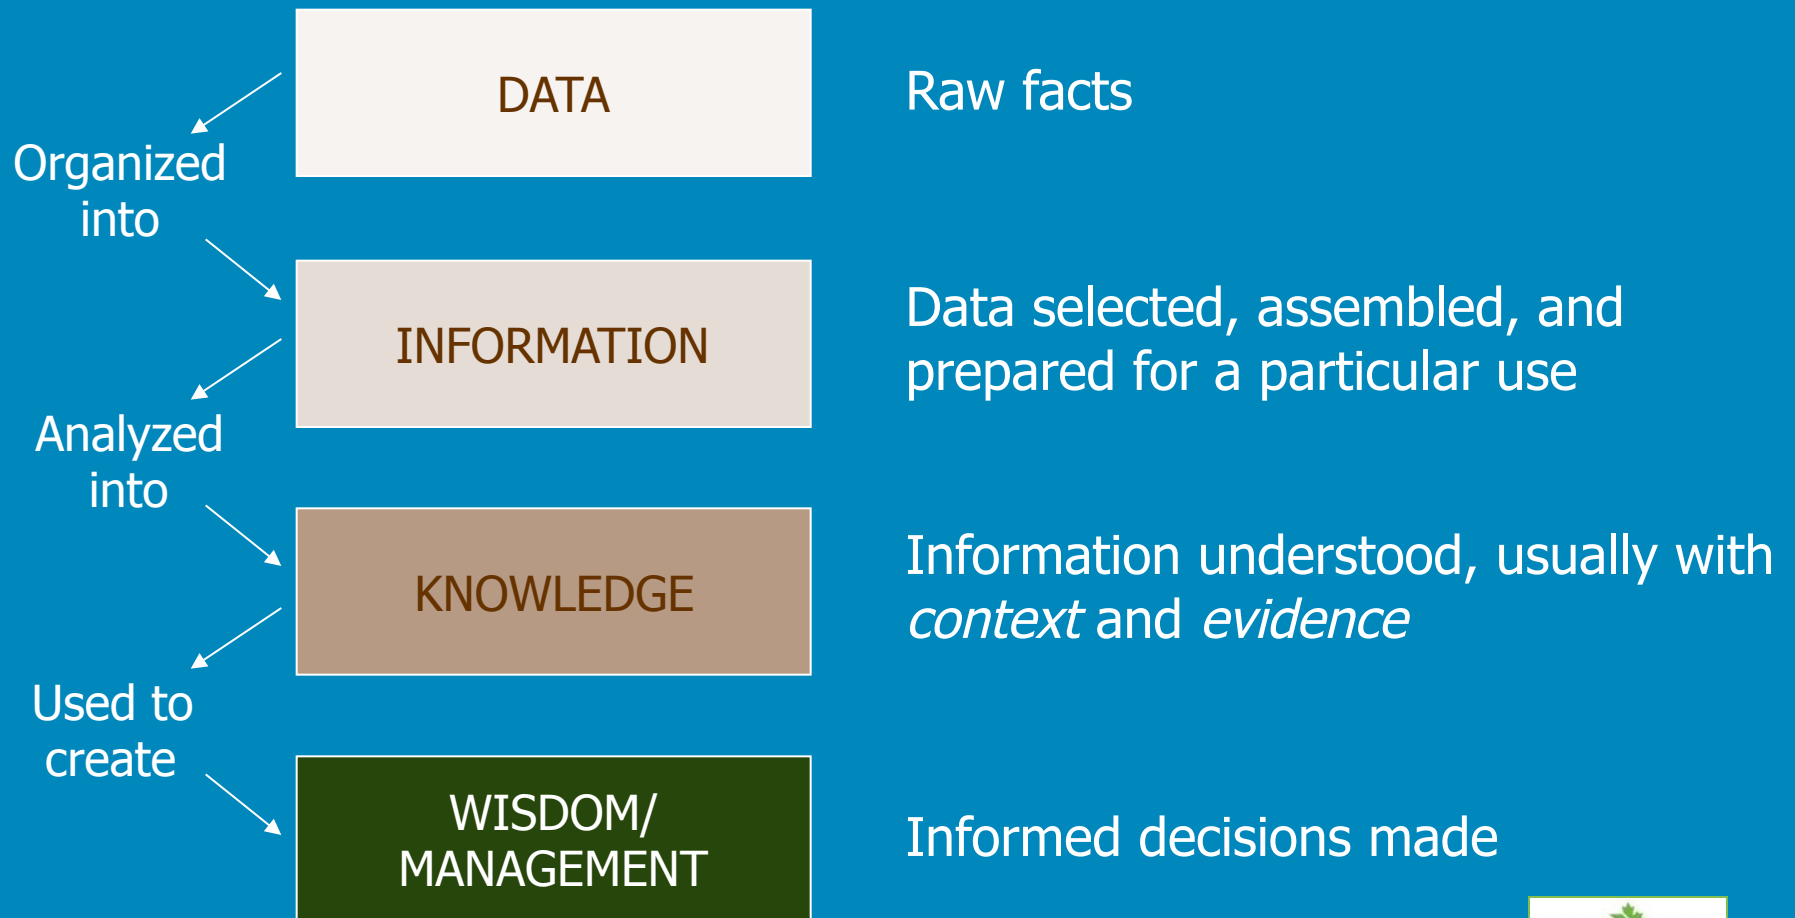 DATA
Raw facts
Organized
into
INFORMATION
Data selected, assembled, and
prepared for a particular use
Analyzed
into
KNOWLEDGE
Information understood, usually with
context and evidence
Used to
create
WISDOM/
MANAGEMENT
Informed decisions made